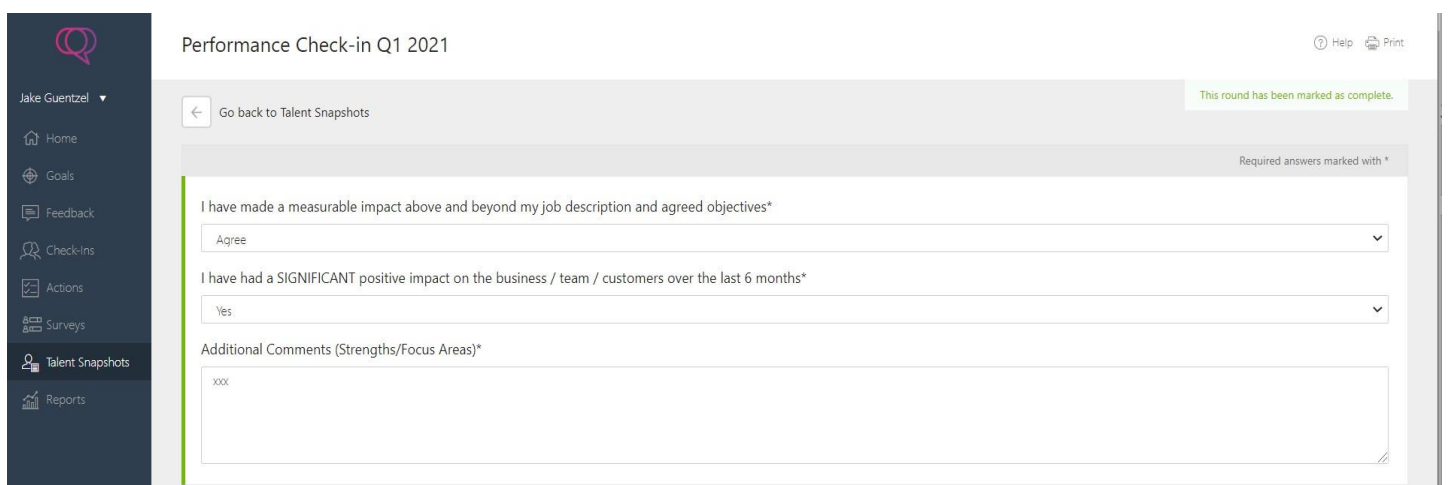 Performance Check-in Q1 2021
Help Print
Jake Guentzel
This round has been marked as complete.
Go back to Talent Snapshots
Home
Required answers marked with *
Goals
I have made a measurable impact above and beyond my job description and agreed objectives*
Feedback
Agree
Check-Ins
I have had a SIGNIFICANT positive impact on the business / team / customers over the last 6 months*
Actions
Yes
Surveys
Additional Comments (Strengths/Focus Areas)*
Talent Snapshots
xxx
Reports